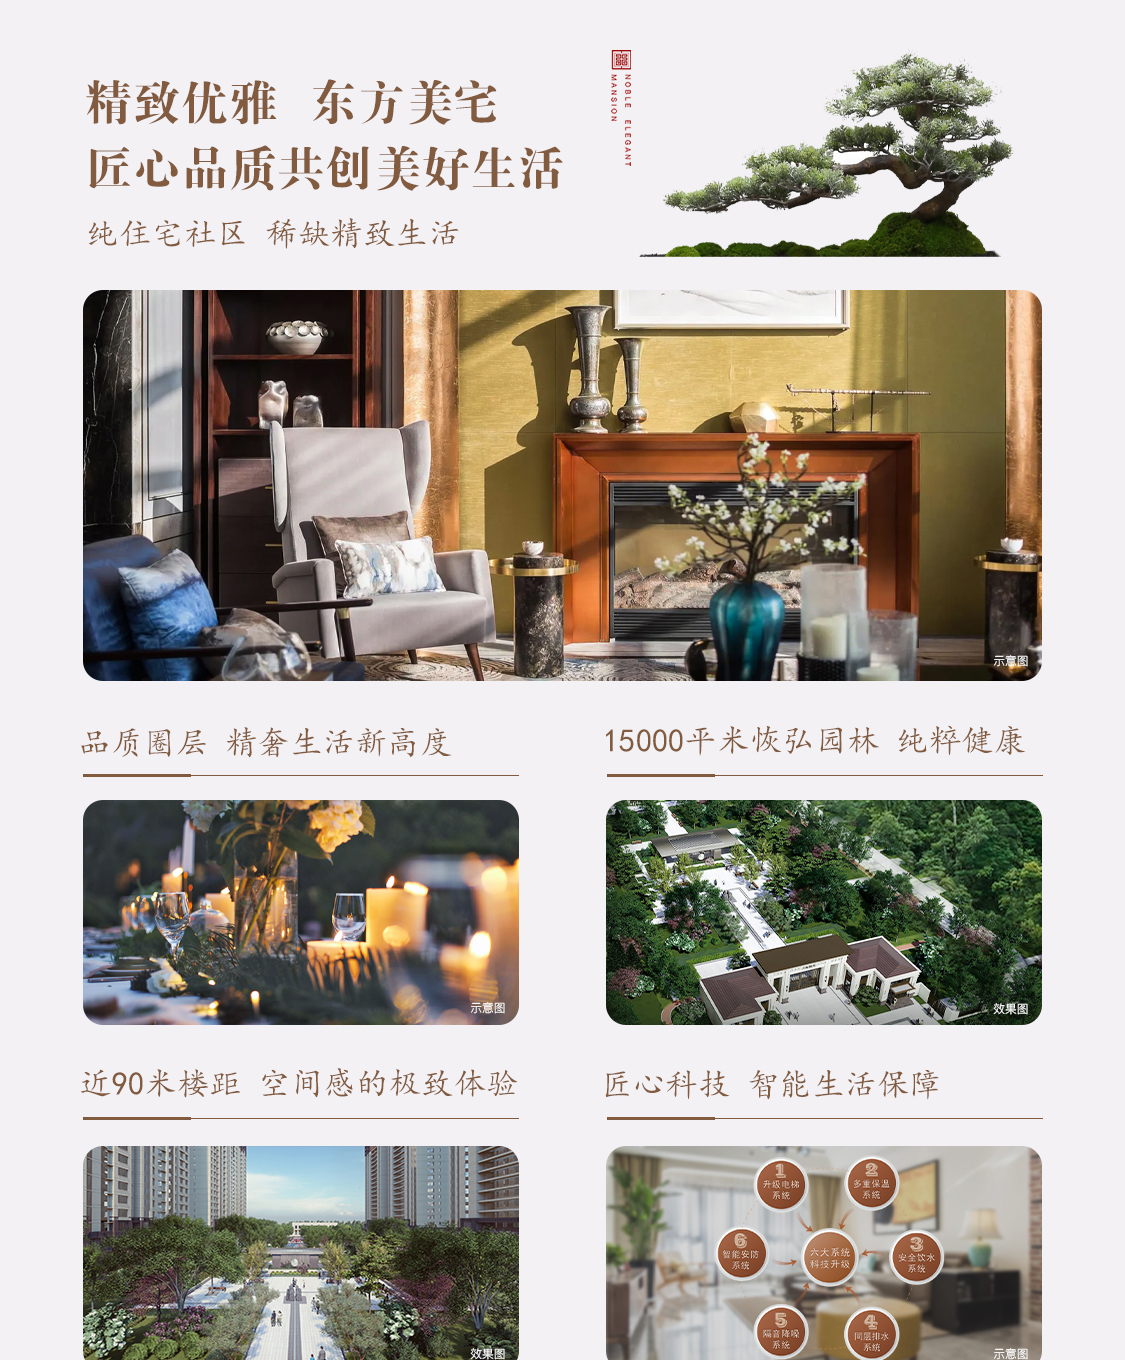 精致优雅 东方美宅
匠心品质共创美好生活
纯住宅社区 稀缺精致生活
NOBLE ELEGANT
MANSION
示意图
品质圈层 精奢生活新高度
示意图
15000平米恢弘园林 纯粹健康
效果图
近90米楼距 空间感的极致体验
效果图
匠心科技 智能生活保障
1
升级电梯
系统
2
多重保温
系统
3
安全饮水
系统
4
同层排水
系统
5
隔音降噪
系统
6
智能安防
系统
六大系统
科技升级
示意图